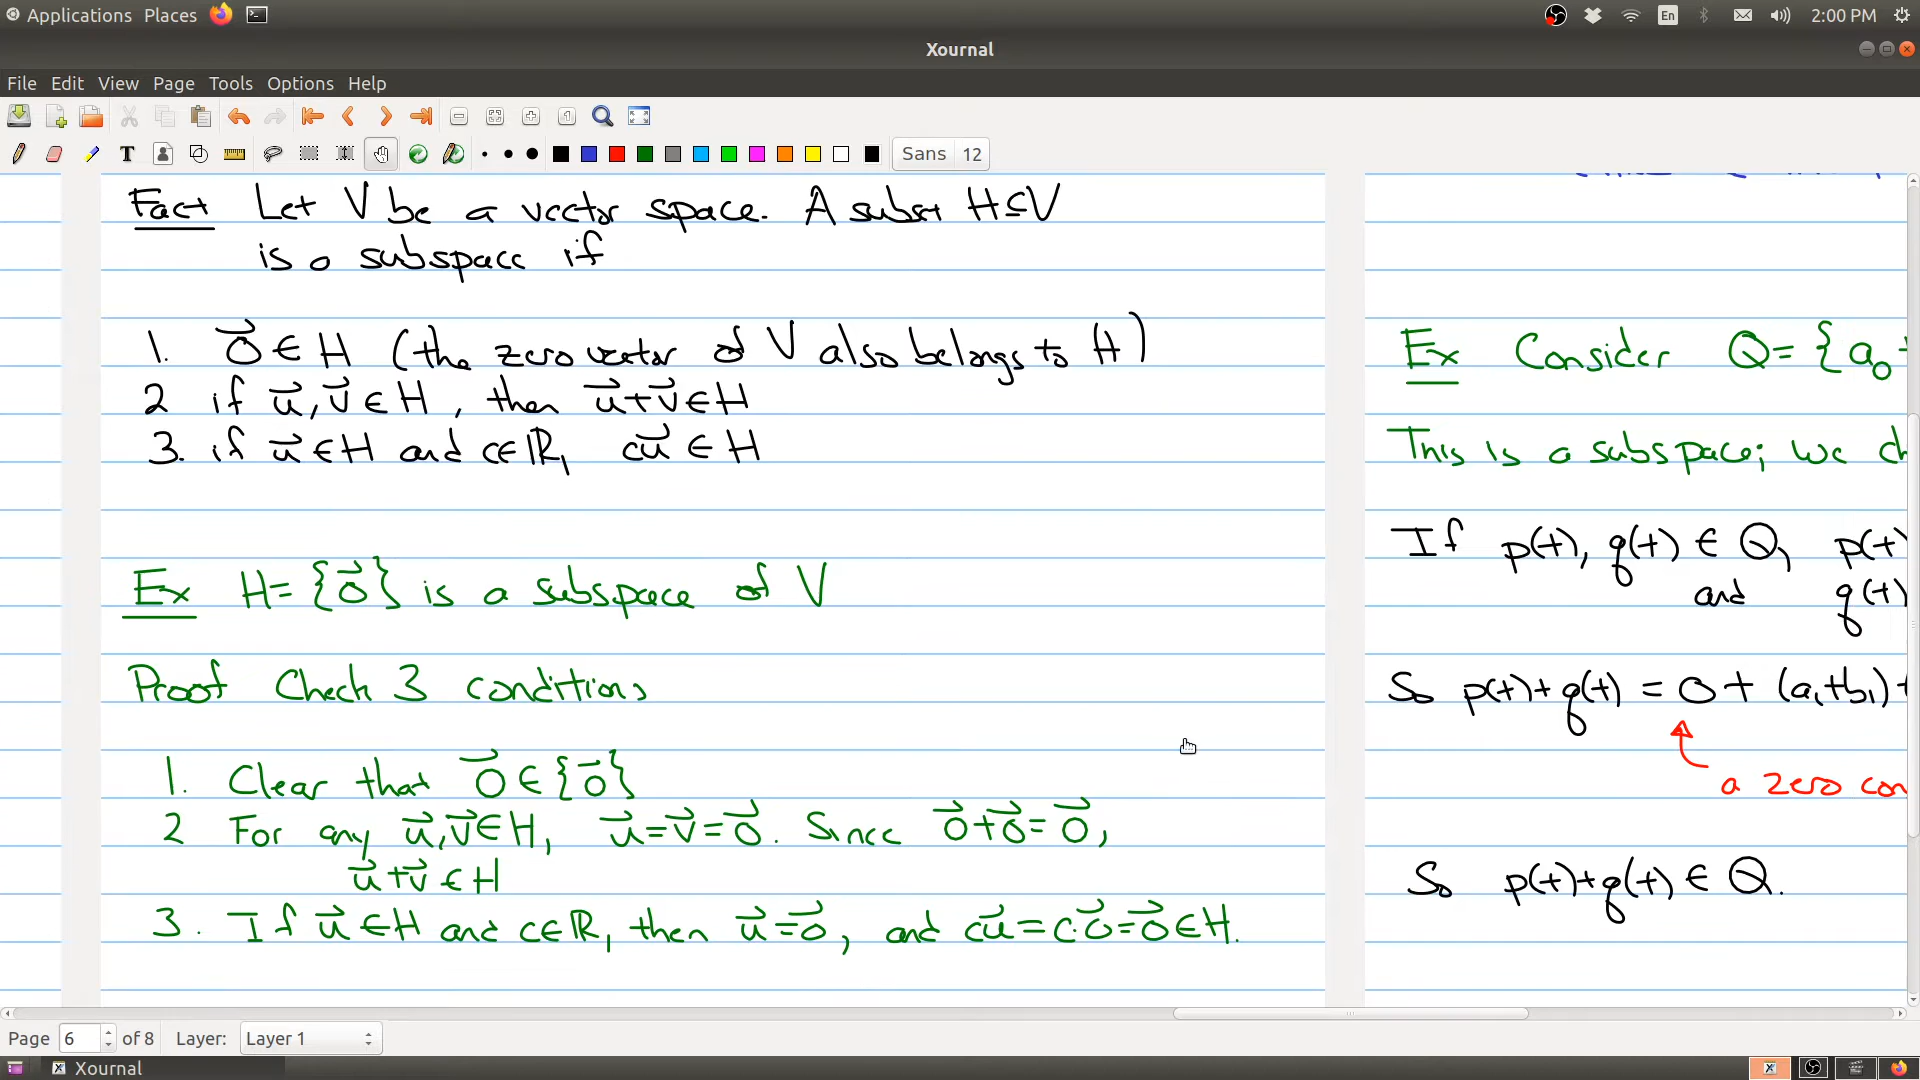 Applications Places En 2:00 PM
Xournal
File Edit View Page Tools Options Help
Sans 12
Fact Let V be a vector space. A subset H⊆V
is a subspace if
1. 0⃗ ∈ H (the zero vector of V also belongs to H)
2 if u⃗, v⃗ ∈ H, then u⃗+v⃗ ∈ H
3. if u⃗ ∈ H and c∈ℝ, cu⃗ ∈ H
Ex H= {0⃗} is a subspace of V
Proof Check 3 conditions
1. Clear that 0⃗ ∈ {0⃗}
2 For any u⃗,v⃗∈H, u⃗=v⃗=0⃗. Since 0⃗+0⃗=0⃗,
u⃗+v⃗ ∈ H
3. If u⃗ ∈H and c∈ℝ, then u⃗=0⃗, and cu⃗=c·0⃗=0⃗∈H.
Ex Consider Q= {a₀ +
This is a subspace; we ch
If p(t), q(t) ∈ Q, p(t)
and q(t)
So p(t)+q(t) = 0+ (a₁+b₁)+
a zero con
So p(t)+q(t) ∈ Q.
Page 6 of 8 Layer: Layer 1
Xournal